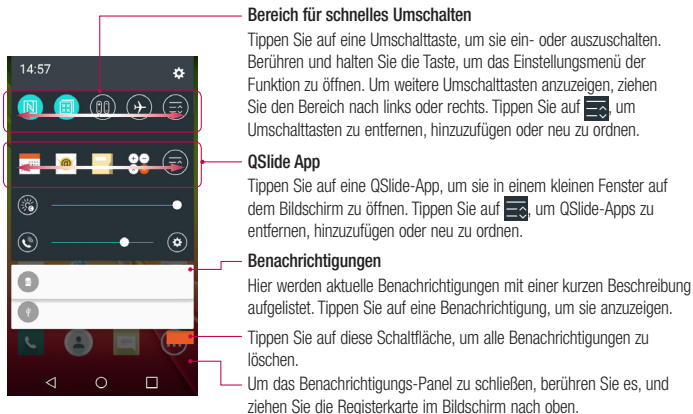 Bereich für schnelles Umschalten
Tippen Sie auf eine Umschalttaste, um sie ein- oder auszuschalten.
Berühren und halten Sie die Taste, um das Einstellungsmenü der
Funktion zu öffnen. Um weitere Umschalttasten anzuzeigen, ziehen
Sie den Bereich nach links oder rechts. Tippen Sie auf , um
Umschalttasten zu entfernen, hinzuzufügen oder neu zu ordnen.
14:57
QSlide App
Tippen Sie auf eine QSlide-App, um sie in einem kleinen Fenster auf
dem Bildschirm zu öffnen. Tippen Sie auf , um QSlide-Apps zu
entfernen, hinzuzufügen oder neu zu ordnen.
Benachrichtigungen
Hier werden aktuelle Benachrichtigungen mit einer kurzen Beschreibung
aufgelistet. Tippen Sie auf eine Benachrichtigung, um sie anzuzeigen.
Tippen Sie auf diese Schaltfläche, um alle Benachrichtigungen zu
löschen.
Um das Benachrichtigungs-Panel zu schließen, berühren Sie es, und
ziehen Sie die Registerkarte im Bildschirm nach oben.